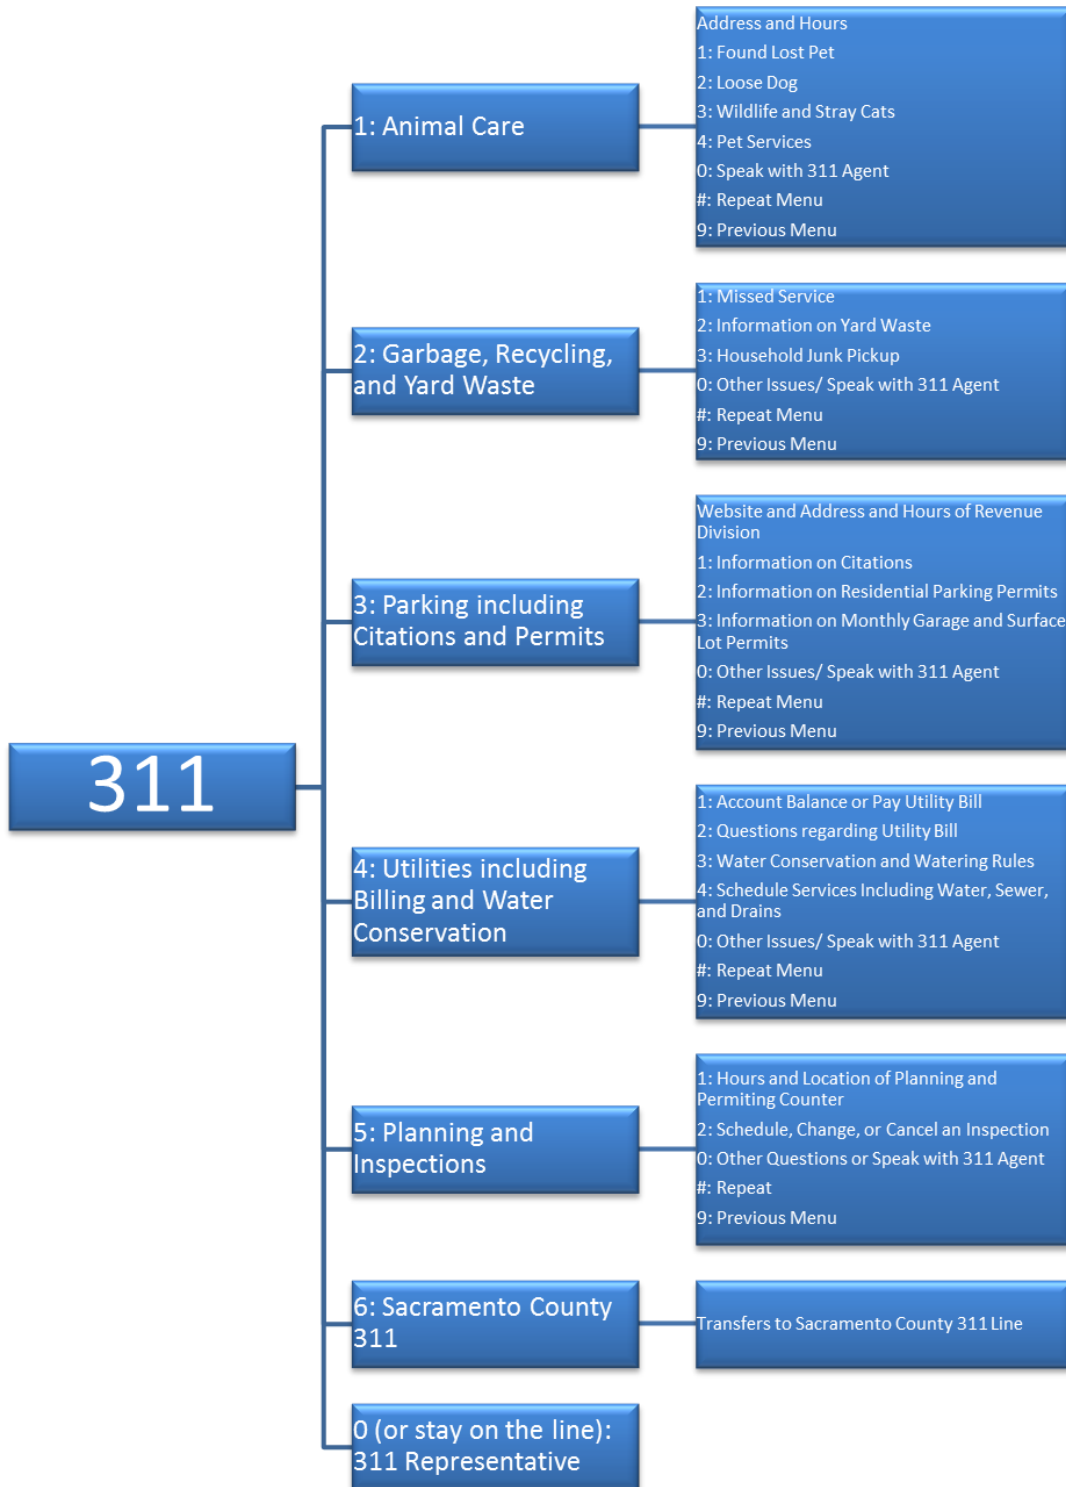 311
1: Animal Care
Address and Hours
1: Found Lost Pet
2: Loose Dog
3: Wildlife and Stray Cats
4: Pet Services
0: Speak with 311 Agent
#: Repeat Menu
9: Previous Menu
2: Garbage, Recycling,
and Yard Waste
1: Missed Service
2: Information on Yard Waste
3: Household Junk Pickup
0: Other Issues/ Speak with 311 Agent
#: Repeat Menu
9: Previous Menu
3: Parking including
Citations and Permits
Website and Address and Hours of Revenue
Division
1: Information on Citations
2: Information on Residential Parking Permits
3: Information on Monthly Garage and Surface
Lot Permits
0: Other Issues/ Speak with 311 Agent
#: Repeat Menu
9: Previous Menu
4: Utilities including
Billing and Water
Conservation
1: Account Balance or Pay Utility Bill
2: Questions regarding Utility Bill
3: Water Conservation and Watering Rules
4: Schedule Services Including Water, Sewer,
and Drains
0: Other Issues/ Speak with 311 Agent
#: Repeat Menu
9: Previous Menu
5: Planning and
Inspections
1: Hours and Location of Planning and
Permiting Counter
2: Schedule, Change, or Cancel an Inspection
0: Other Questions or Speak with 311 Agent
#: Repeat
9: Previous Menu
6: Sacramento County
311
Transfers to Sacramento County 311 Line
0 (or stay on the line):
311 Representative